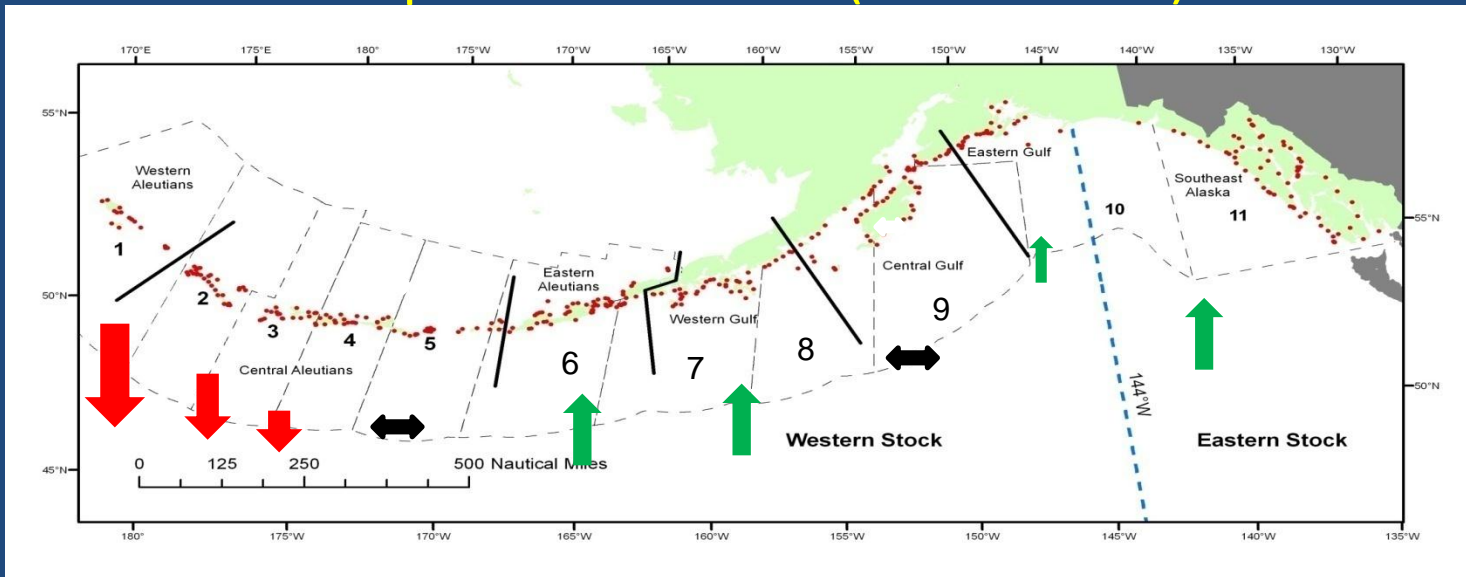 170°E 175°E 180° 175°W 170°W 165°W 160°W 155°W 150°W 145°W 140°W 135°W 130°W
55°N
Western
Aleutians
1
2
3
4
5
Central Aleutians
Eastern
Aleutians
6
Western Gulf
7
8
Central Gulf
9
Eastern Gulf
10
Southeast
Alaska
11
55°N
50°N
50°N
144°W
Western Stock
Eastern Stock
0 125 250 500 Nautical Miles
45°N
180° 175°W 170°W 165°W 160°W 155°W 150°W 145°W 140°W 135°W